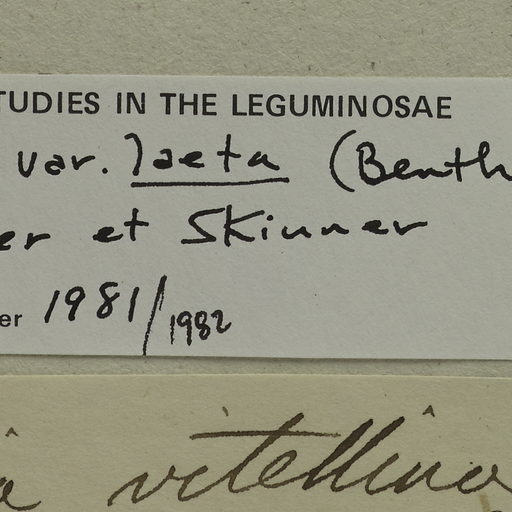 TUDIES IN THE LEGUMINOSAE
var. laeta (Benth
er et Skinner
er 1981/1982
vitellina